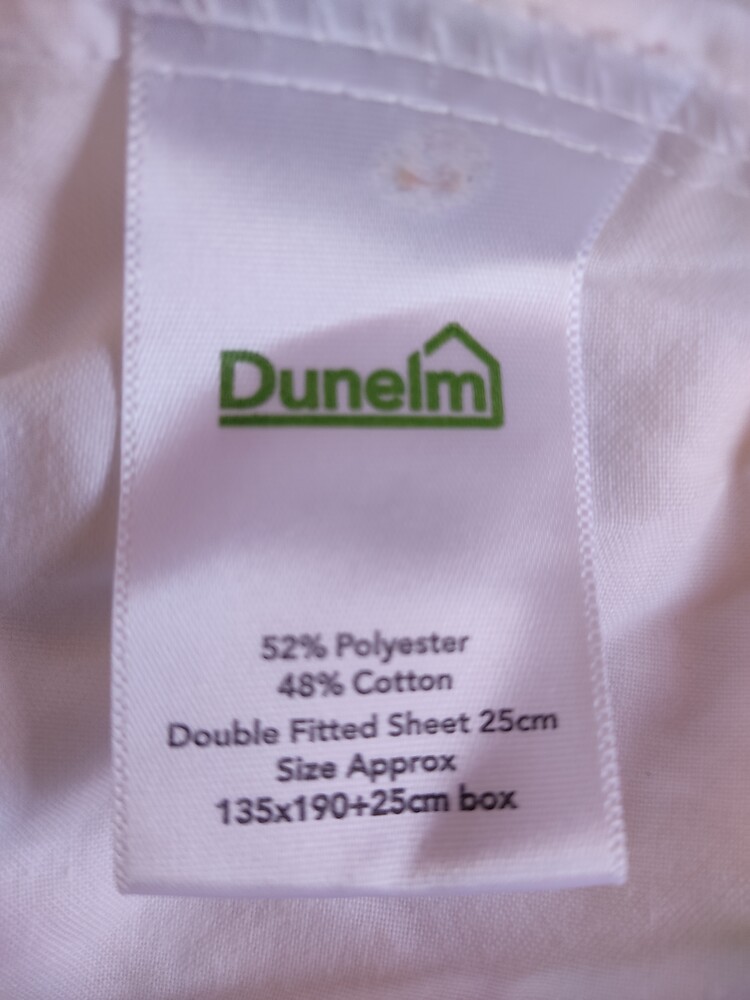 Dunelm
52% Polyester
48% Cotton
Double Fitted Sheet 25cm
Size Approx
135x190+25cm box